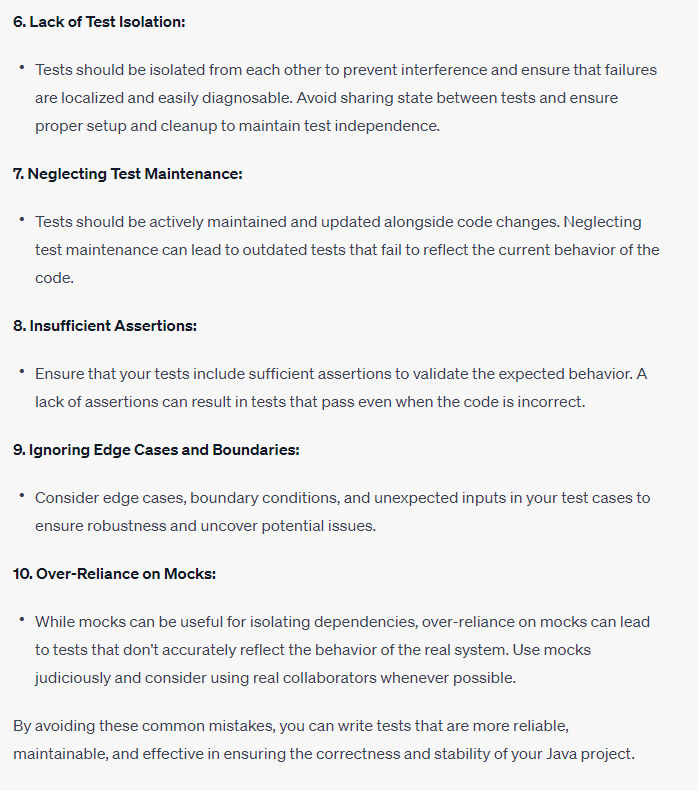 6. Lack of Test Isolation:
• Tests should be isolated from each other to prevent interference and ensure that failures
are localized and easily diagnosable. Avoid sharing state between tests and ensure
proper setup and cleanup to maintain test independence.
7. Neglecting Test Maintenance:
• Tests should be actively maintained and updated alongside code changes. Neglecting
test maintenance can lead to outdated tests that fail to reflect the current behavior of the
code.
8. Insufficient Assertions:
• Ensure that your tests include sufficient assertions to validate the expected behavior. A
lack of assertions can result in tests that pass even when the code is incorrect.
9. Ignoring Edge Cases and Boundaries:
• Consider edge cases, boundary conditions, and unexpected inputs in your test cases to
ensure robustness and uncover potential issues.
10. Over-Reliance on Mocks:
• While mocks can be useful for isolating dependencies, over-reliance on mocks can lead
to tests that don't accurately reflect the behavior of the real system. Use mocks
judiciously and consider using real collaborators whenever possible.
By avoiding these common mistakes, you can write tests that are more reliable,
maintainable, and effective in ensuring the correctness and stability of your Java project.